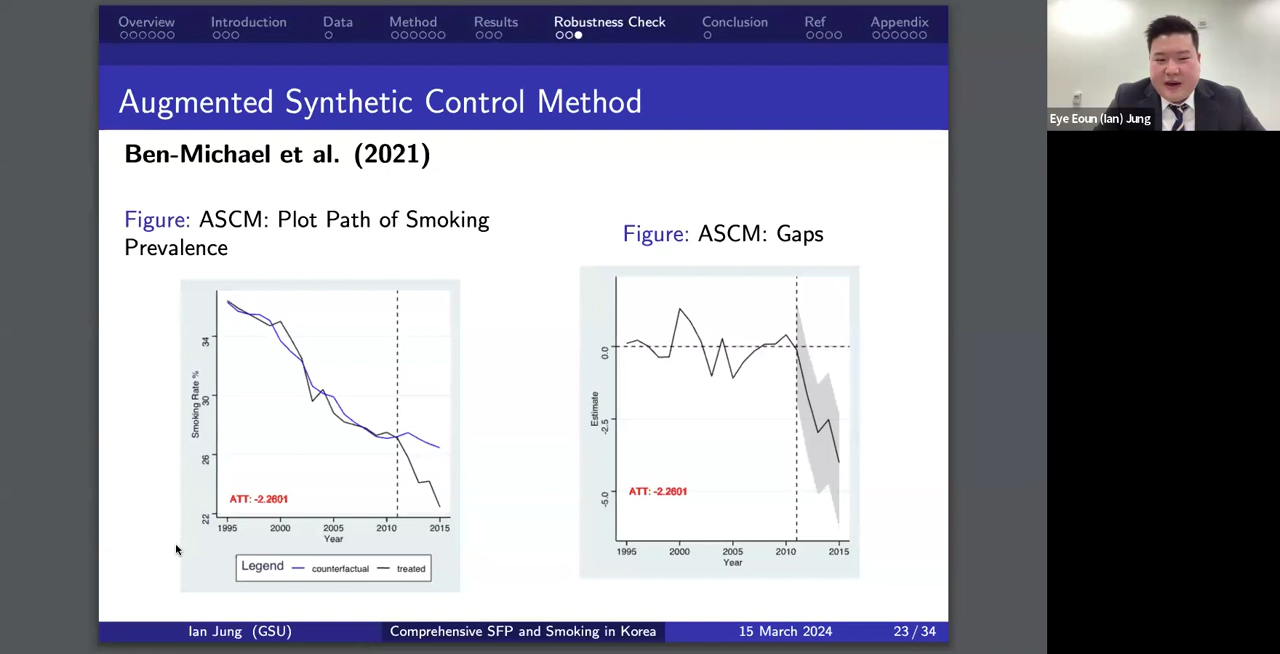 Overview Introduction Data Method Results Robustness Check Conclusion Ref Appendix
Augmented Synthetic Control Method
Ben-Michael et al. (2021)
Figure: ASCM: Plot Path of Smoking
Prevalence
34
30
26
22
Smoking Rate %
ATT: -2.2601
1995 2000 2005 2010 2015
Year
Legend counterfactual treated
Figure: ASCM: Gaps
0.0
-2.5
-5.0
Estimate
ATT: -2.2601
1995 2000 2005 2010 2015
Year
Ian Jung (GSU) Comprehensive SFP and Smoking in Korea 15 March 2024 23 / 34
Eye Eoun (Ian) Jung